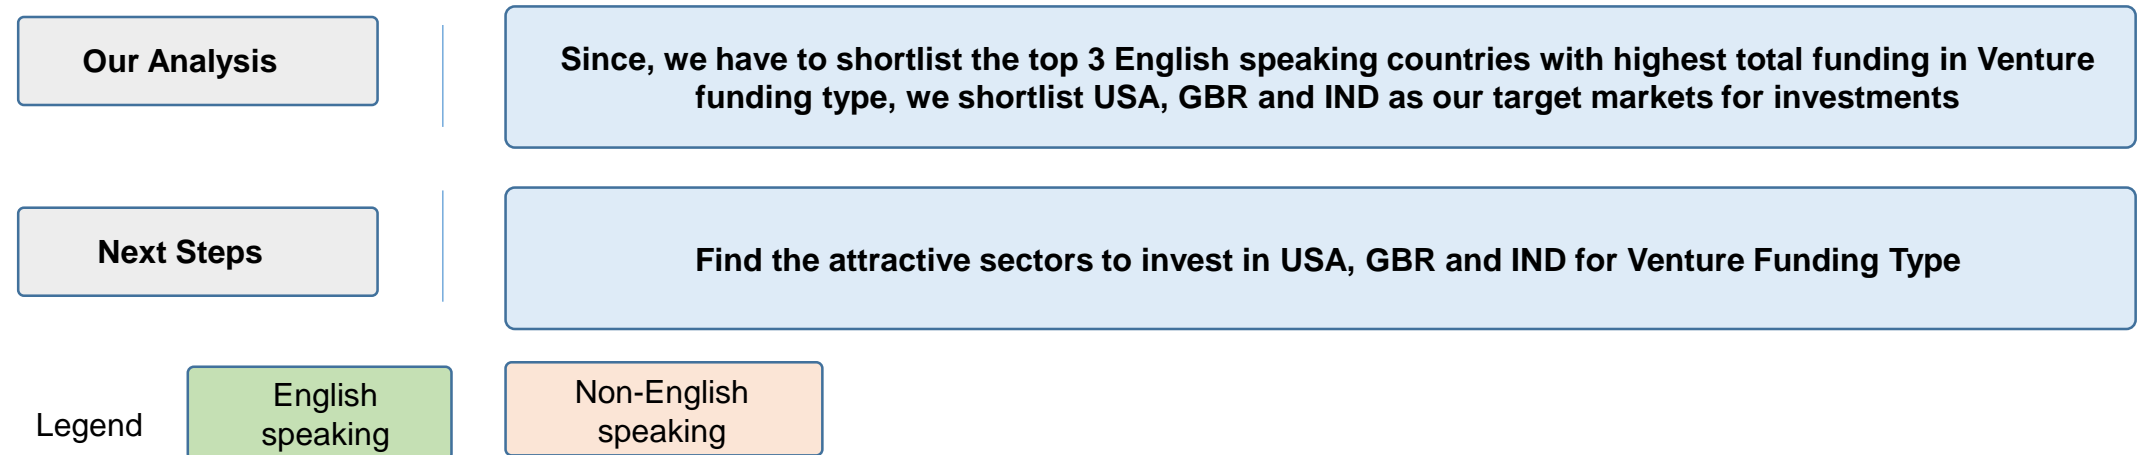 Our Analysis
Since, we have to shortlist the top 3 English speaking countries with highest total funding in Venture
funding type, we shortlist USA, GBR and IND as our target markets for investments
Next Steps
Find the attractive sectors to invest in USA, GBR and IND for Venture Funding Type
Legend
English
speaking
Non-English
speaking